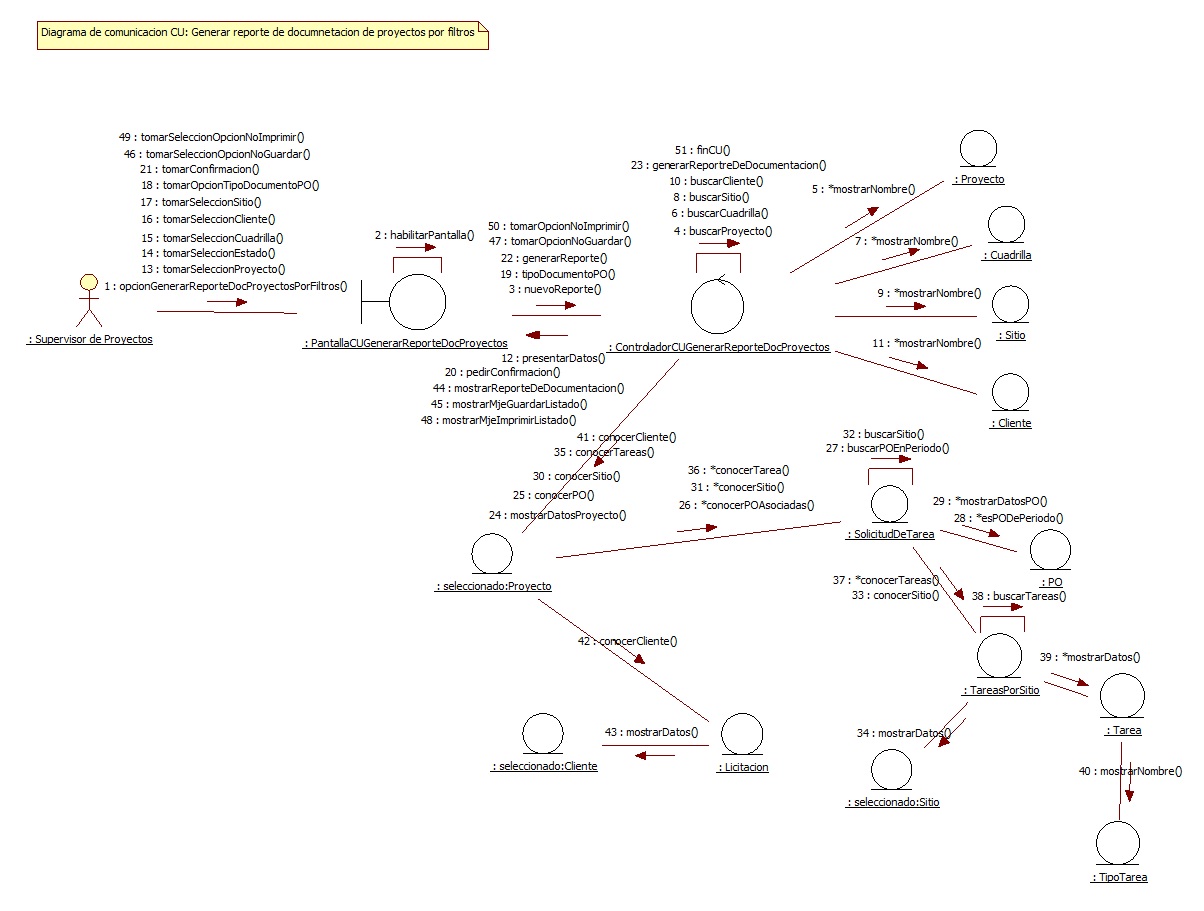 Diagrama de comunicacion CU: Generar reporte de documnetacion de proyectos por filtros
49 : tomarSeleccionOpcionNoImprimir()
46 : tomarSeleccionOpcionNoGuardar()
21 : tomarConfirmacion()
18 : tomarOpcionTipoDocumentoPO()
17 : tomarSeleccionSitio()
16 : tomarSeleccionCliente()
15 : tomarSeleccionCuadrilla()
14 : tomarSeleccionEstado()
13 : tomarSeleccionProyecto()
1 : opcionGenerarReporteDocProyectosPorFiltros()
: Supervisor de Proyectos
2 : habilitarPantalla()
: PantallaCUGenerarReporteDocProyectos
50 : tomarOpcionNoImprimir()
47 : tomarOpcionNoGuardar()
22 : generarReporte()
19 : tipoDocumentoPO()
3 : nuevoReporte()
12 : presentarDatos()
20 : pedirConfirmacion()
44 : mostrarReporteDeDocumentacion()
45 : mostrarMjeGuardarListado()
48 : mostrarMjeImprimirListado()
51 : finCU()
23 : generarReportreDeDocumentacion()
10 : buscarCliente()
8 : buscarSitio()
6 : buscarCuadrilla()
4 : buscarProyecto()
: ControladorCUGenerarReporteDocProyectos
5 : *mostrarNombre()
: Proyecto
7 : *mostrarNombre()
: Cuadrilla
9 : *mostrarNombre()
: Sitio
11 : *mostrarNombre()
: Cliente
41 : conocerCliente()
35 : conocerTareas()
30 : conocerSitio()
25 : conocerPO()
24 : mostrarDatosProyecto()
: seleccionado:Proyecto
36 : *conocerTarea()
31 : *conocerSitio()
26 : *conocerPOAsociadas()
32 : buscarSitio()
27 : buscarPOEnPeriodo()
: SolicitudDeTarea
29 : *mostrarDatosPO()
28 : *esPODePeriodo()
: PO
37 : *conocerTareas()
33 : conocerSitio()
38 : buscarTareas()
: TareasPorSitio
39 : *mostrarDatos()
: Tarea
42 : conocerCliente()
43 : mostrarDatos()
: seleccionado:Cliente
: Licitacion
34 : mostrarDatos()
: seleccionado:Sitio
40 : mostrarNombre()
: TipoTarea